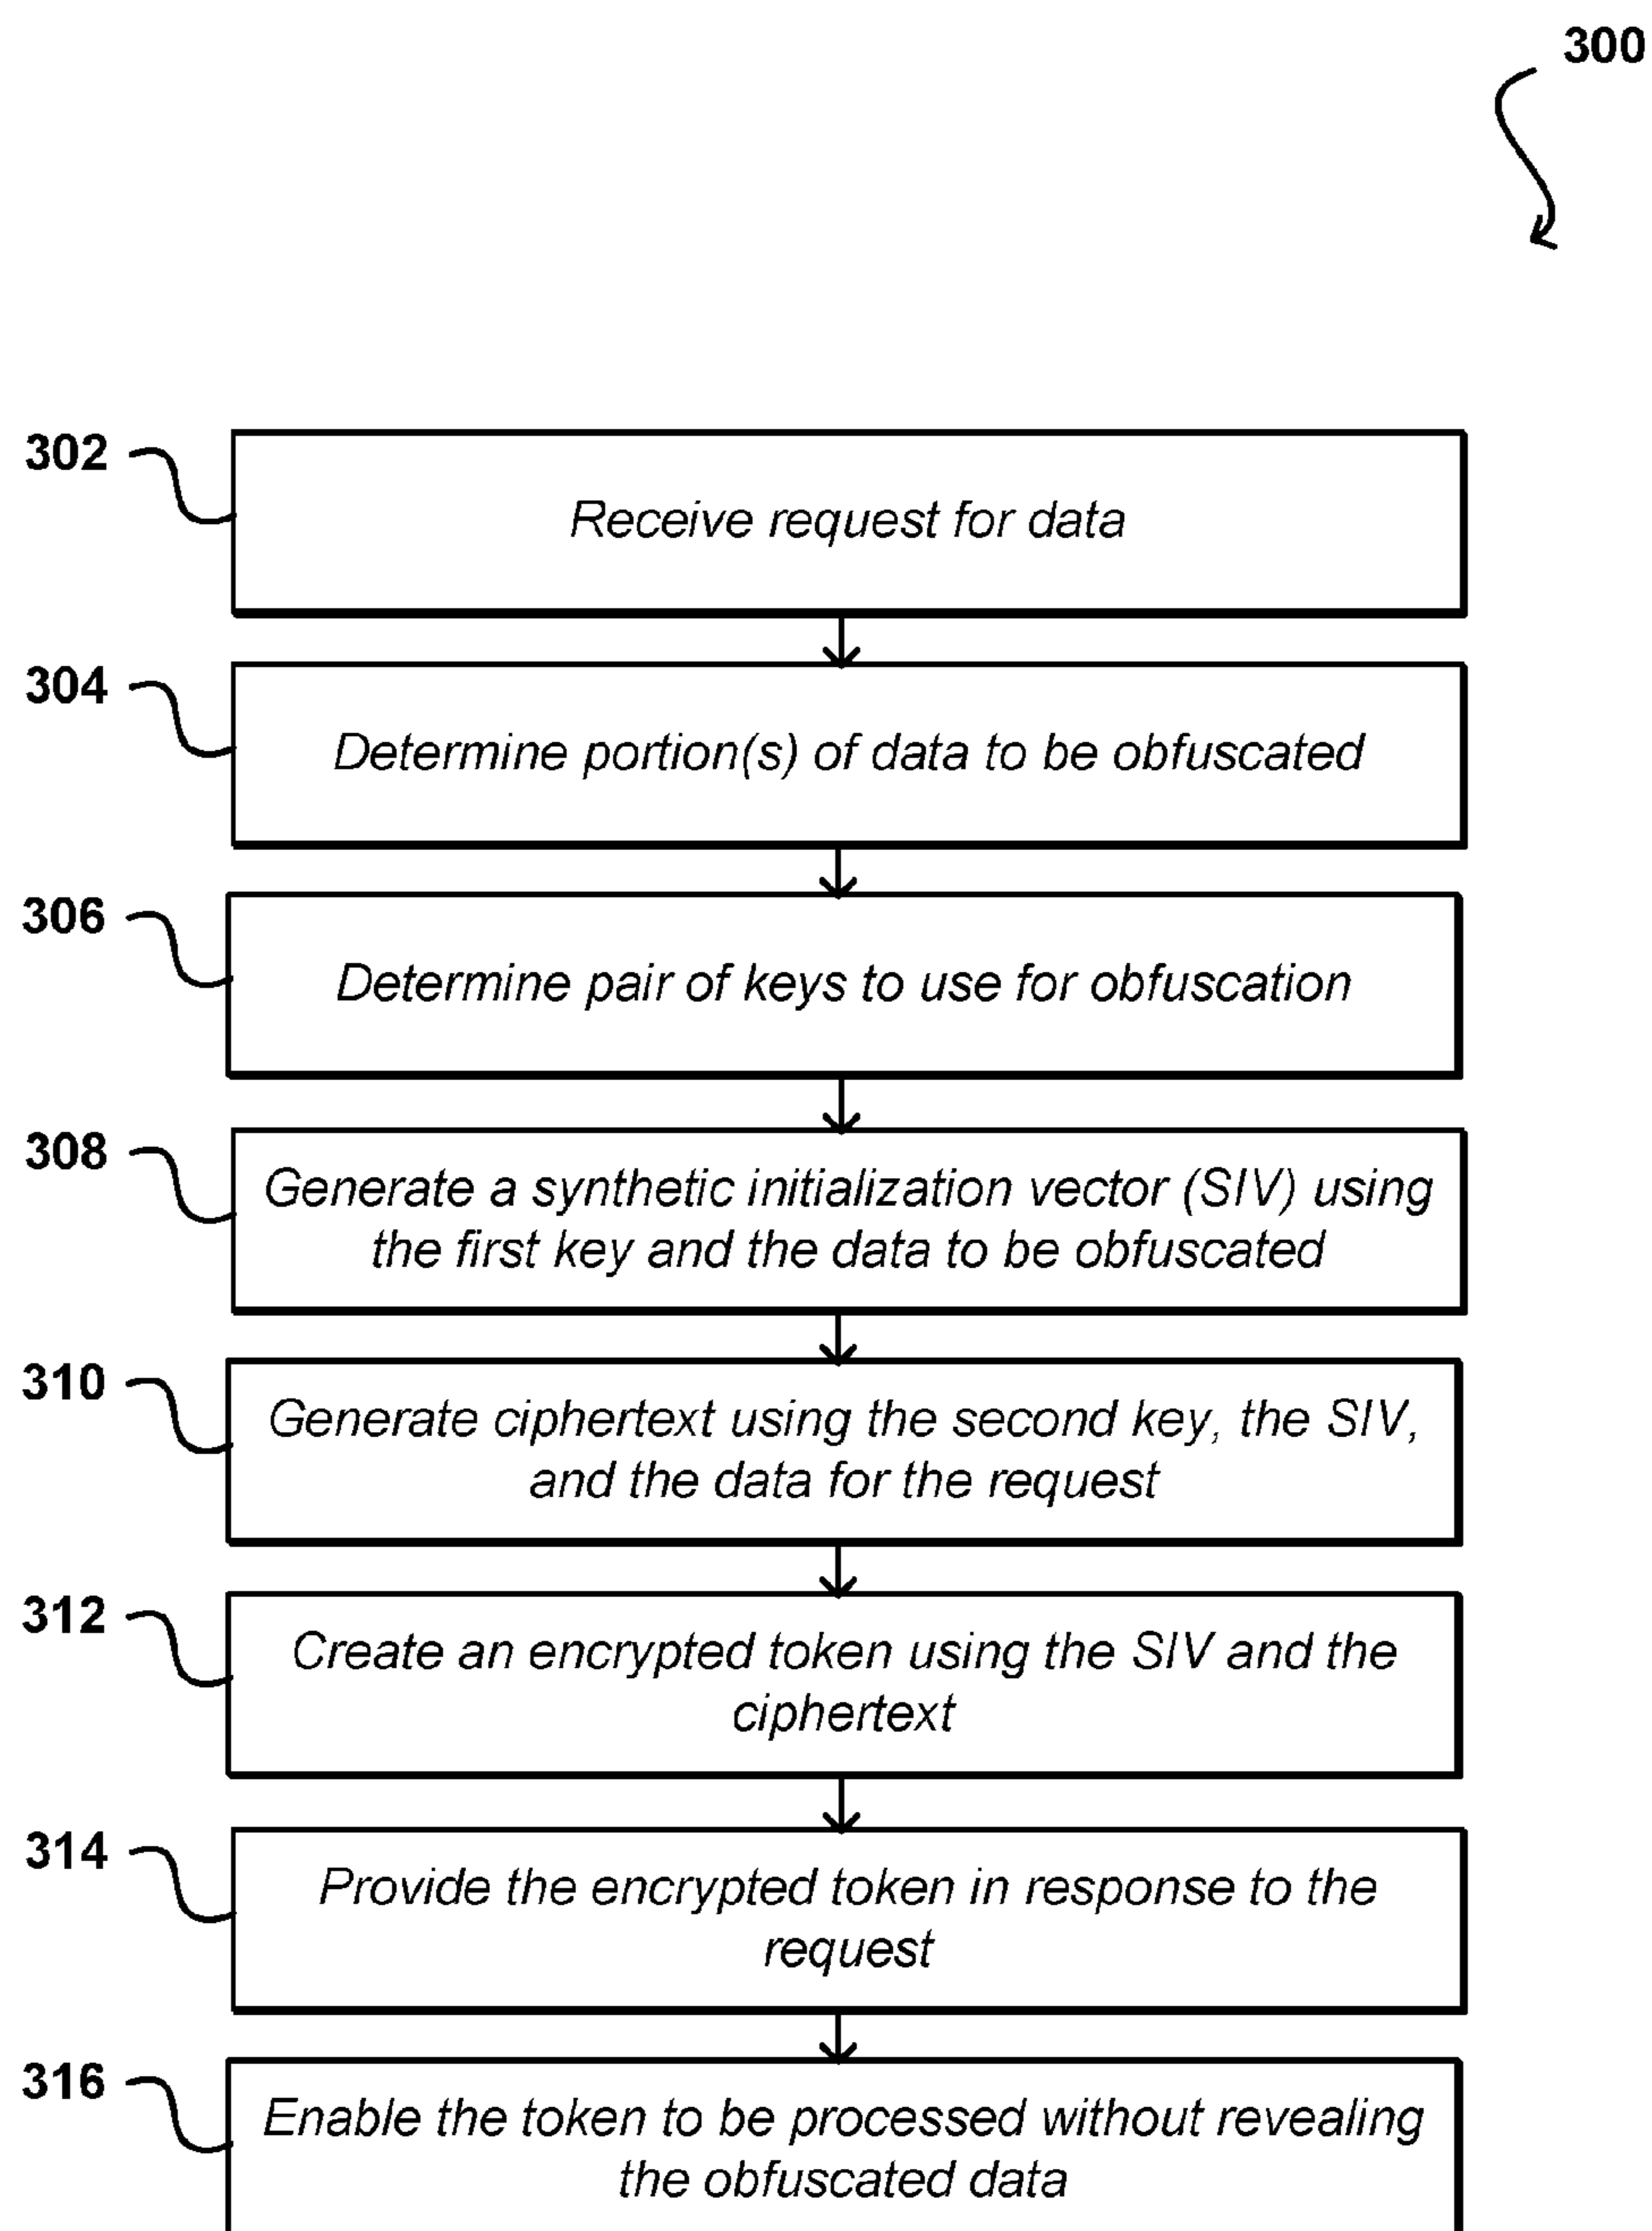 300
302
Receive request for data
304
Determine portion(s) of data to be obfuscated
306
Determine pair of keys to use for obfuscation
308
Generate a synthetic initialization vector (SIV) using
the first key and the data to be obfuscated
310
Generate ciphertext using the second key, the SIV,
and the data for the request
312
Create an encrypted token using the SIV and the
ciphertext
314
Provide the encrypted token in response to the
request
316
Enable the token to be processed without revealing
the obfuscated data